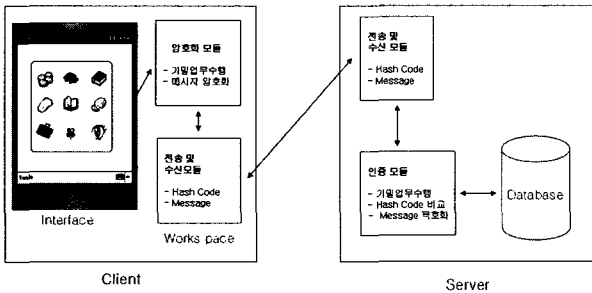 암호화 모듈
- 기밀업무수행
- 메시지 암호화
전송 및
수신모듈
- Hash Code
- Message
Interface
Works pace
Client
전송 및
수신 모듈
- Hash Code
- Message
인증 모듈
- 기밀업무수행
- Hash Code 비교
- Message 복호화
Database
Server